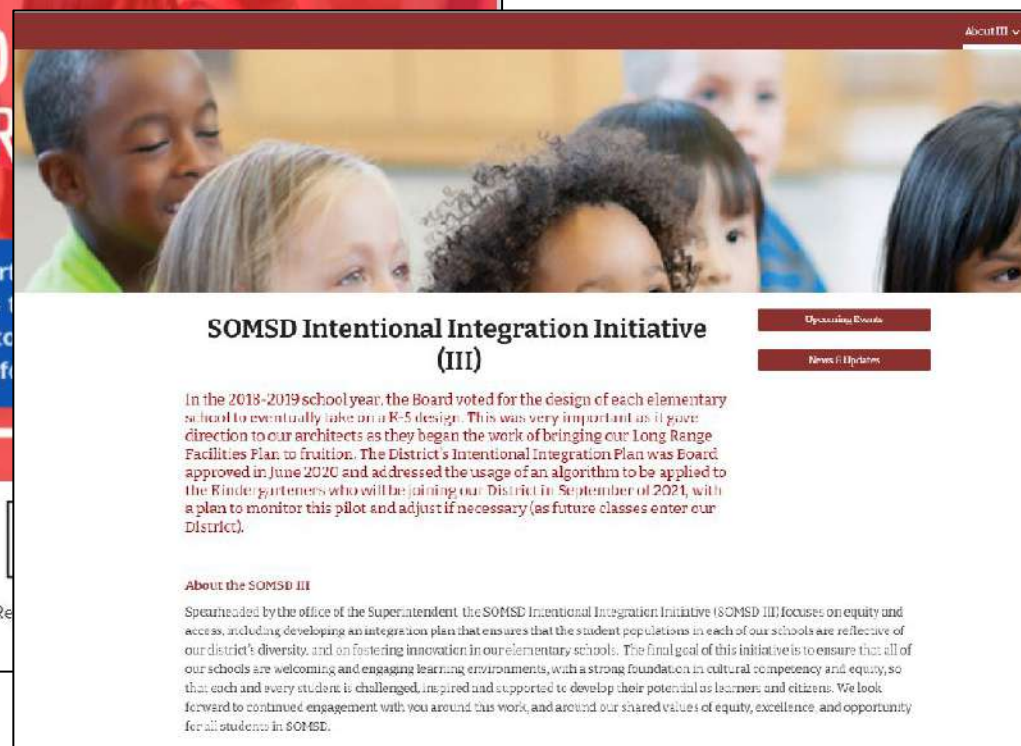 About III
SOMSD Intentional Integration Initiative
(III)
Upcoming Events
News & Updates
In the 2018-2019 school year, the Board voted for the design of each elementary
school to eventually take on a K-5 design. This was very important as it gave
direction to our architects as they began the work of bringing our Long Range
Facilities Plan to fruition. The District's Intentional Integration Plan was Board
approved in June 2020 and addressed the usage of an algorithm to be applied to
the Kindergarteners who will be joining our District in September of 2021, with
a plan to monitor this pilot and adjust if necessary (as future classes enter our
District).
About the SOMSD III
Spearheaded by the office of the Superintendent, the SOMSD Intentional Integration Initiative (SOMSD III) focuses on equity and
access, including developing an integration plan that ensures that the student populations in each of our schools are reflective of
our district's diversity, and on fostering innovation in our elementary schools. The final goal of this initiative is to ensure that all of
our schools are welcoming and engaging learning environments, with a strong foundation in cultural competency and equity, so
that each and every student is challenged, inspired and supported to develop their potential as learners and citizens. We look
forward to continued engagement with you around this work, and around our shared values of equity, excellence, and opportunity
for all students in SOMSD.